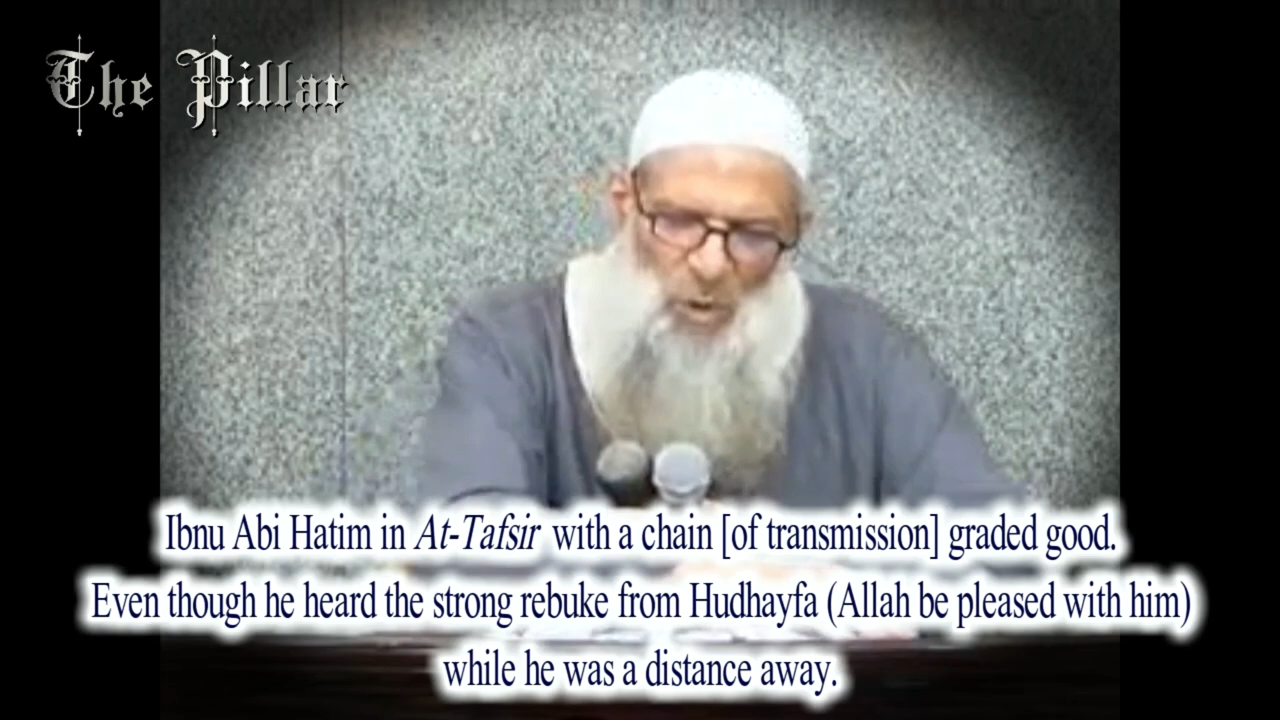 The Pillar
Ibnu Abi Hatim in At-Tafsir with a chain [of transmission] graded good.
Even though he heard the strong rebuke from Hudhayfa (Allah be pleased with him)
while he was a distance away.